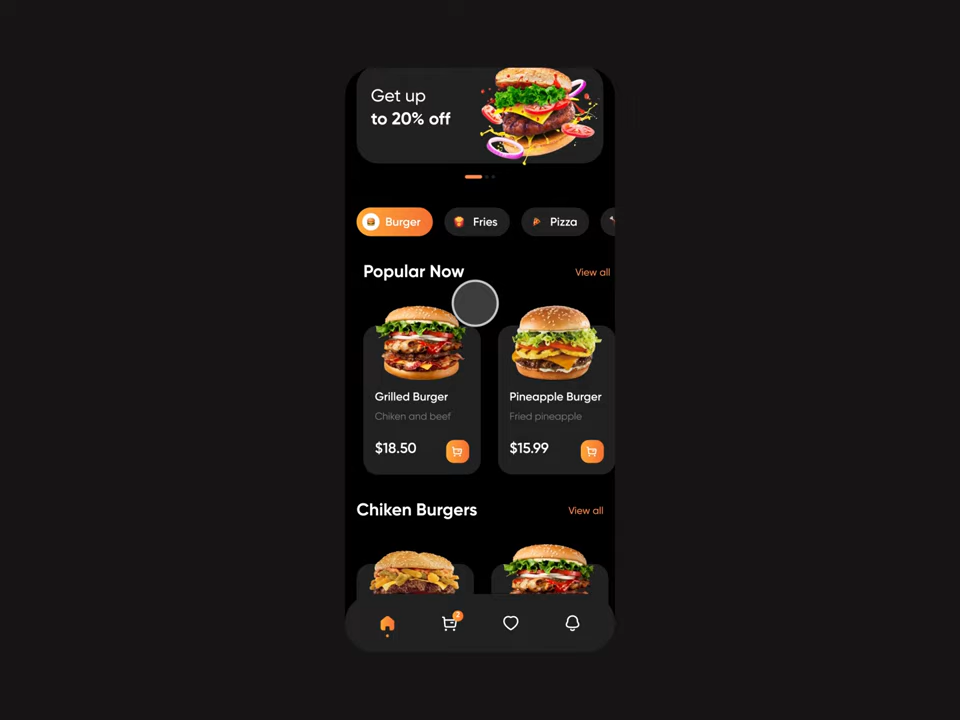 Get up
to 20% off
Burger
Fries
Pizza
Popular Now
View all
Grilled Burger
Chiken and beef
$18.50
Pineapple Burger
Fried pineapple
$15.99
Chiken Burgers
View all
2